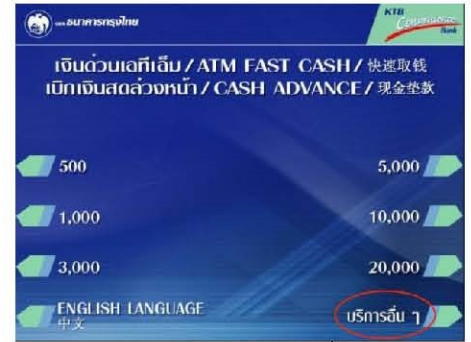 ธนาคารกรุงไทย
KTB
Convenience
Bank
เงินด่วนเอทีเอ็ม / ATM FAST CASH / 快速取钱
เบิกเงินสดล่วงหน้า / CASH ADVANCE / 现金垫款
500
5,000
1,000
10,000
3,000
20,000
ENGLISH LANGUAGE
中文
บริการอื่น ๆ